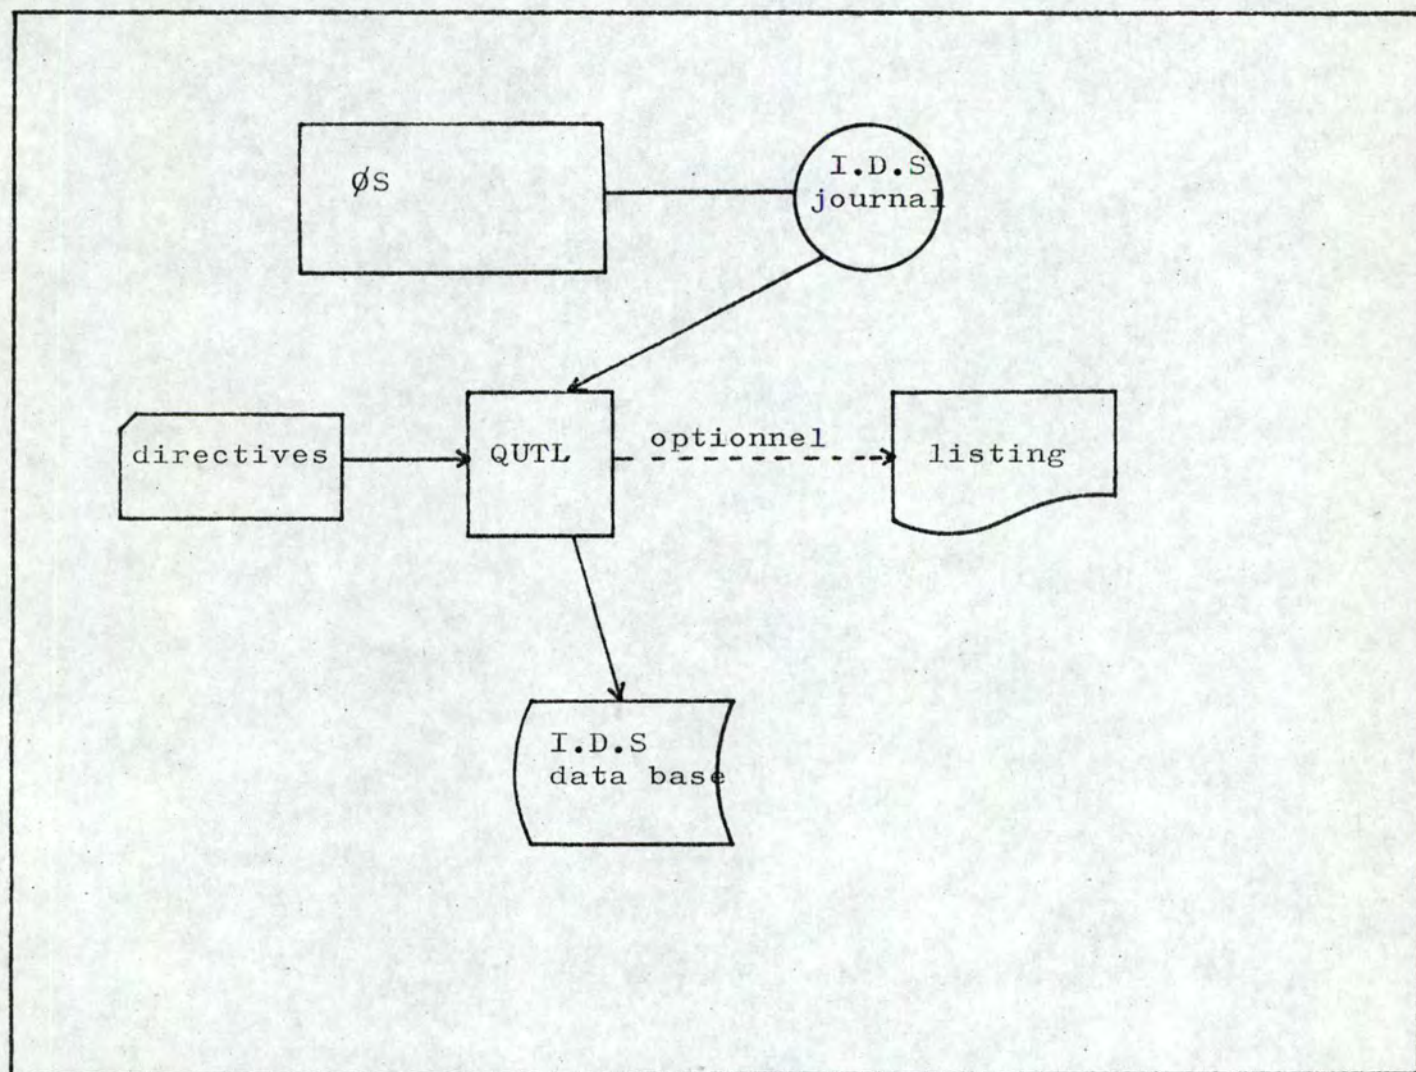 ØS
I.D.S
journal
directives
QUTL
optionnel
listing
I.D.S
data base